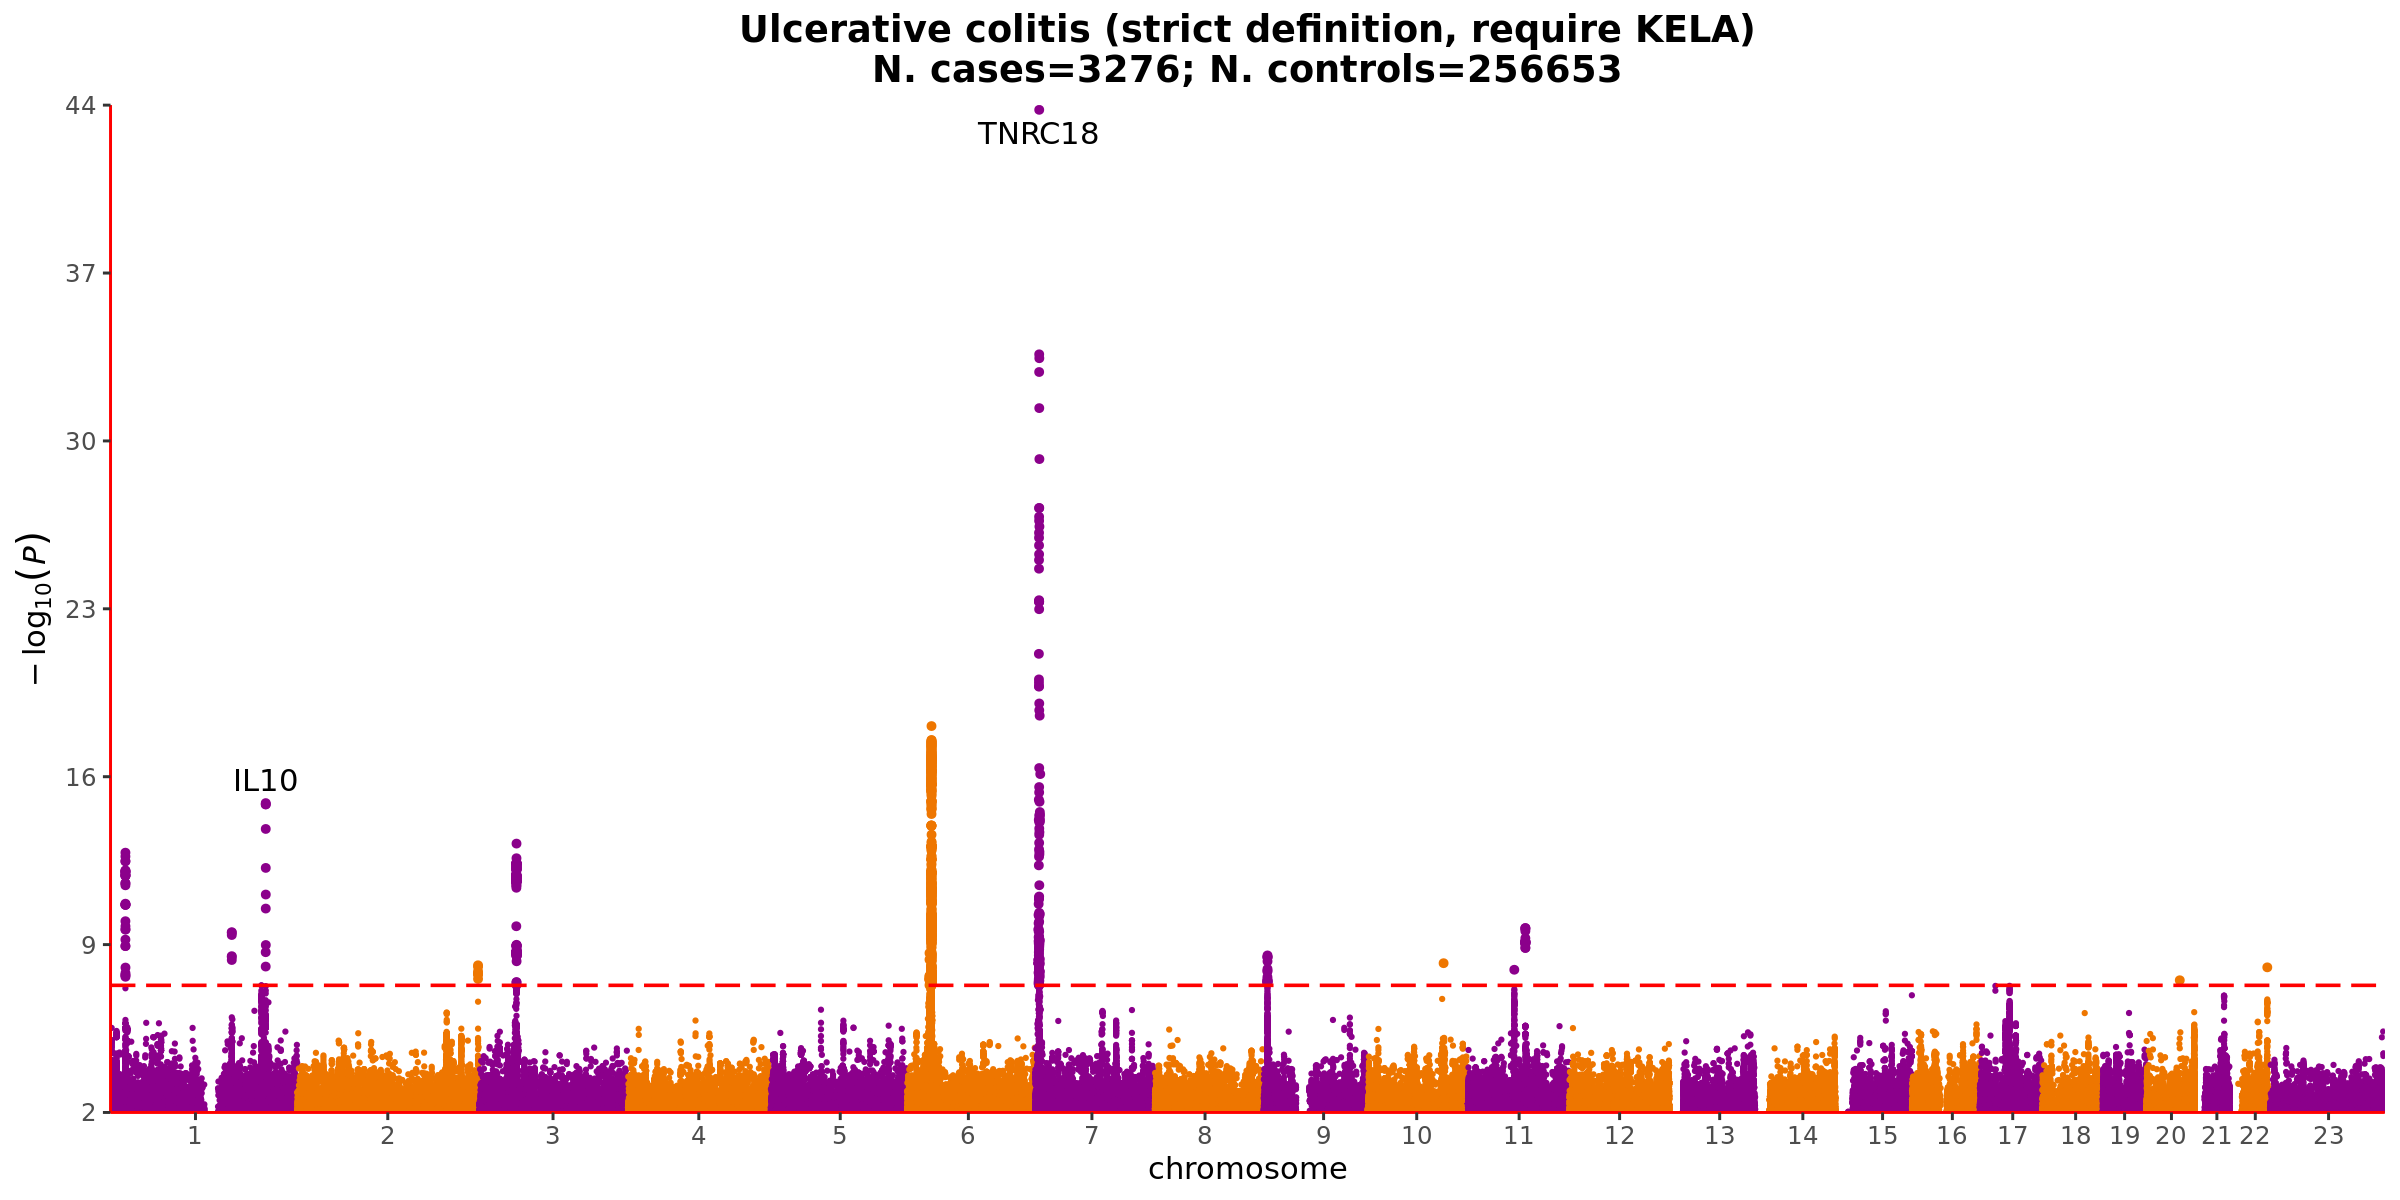 Ulcerative colitis (strict definition, require KELA)
N. cases=3276; N. controls=256653
44
TNRC18
37
30
23
16
IL10
9
2
−log10(P)
1 2 3 4 5 6 7 8 9 10 11 12 13 14 15 16 17 18 19 20 21 22 23
chromosome